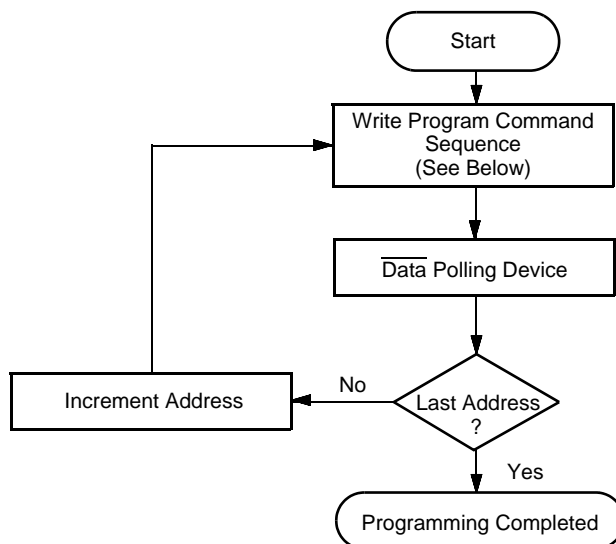 Start
Write Program Command
Sequence
(See Below)
Data Polling Device
No
Increment Address
Last Address
?
Yes
Programming Completed